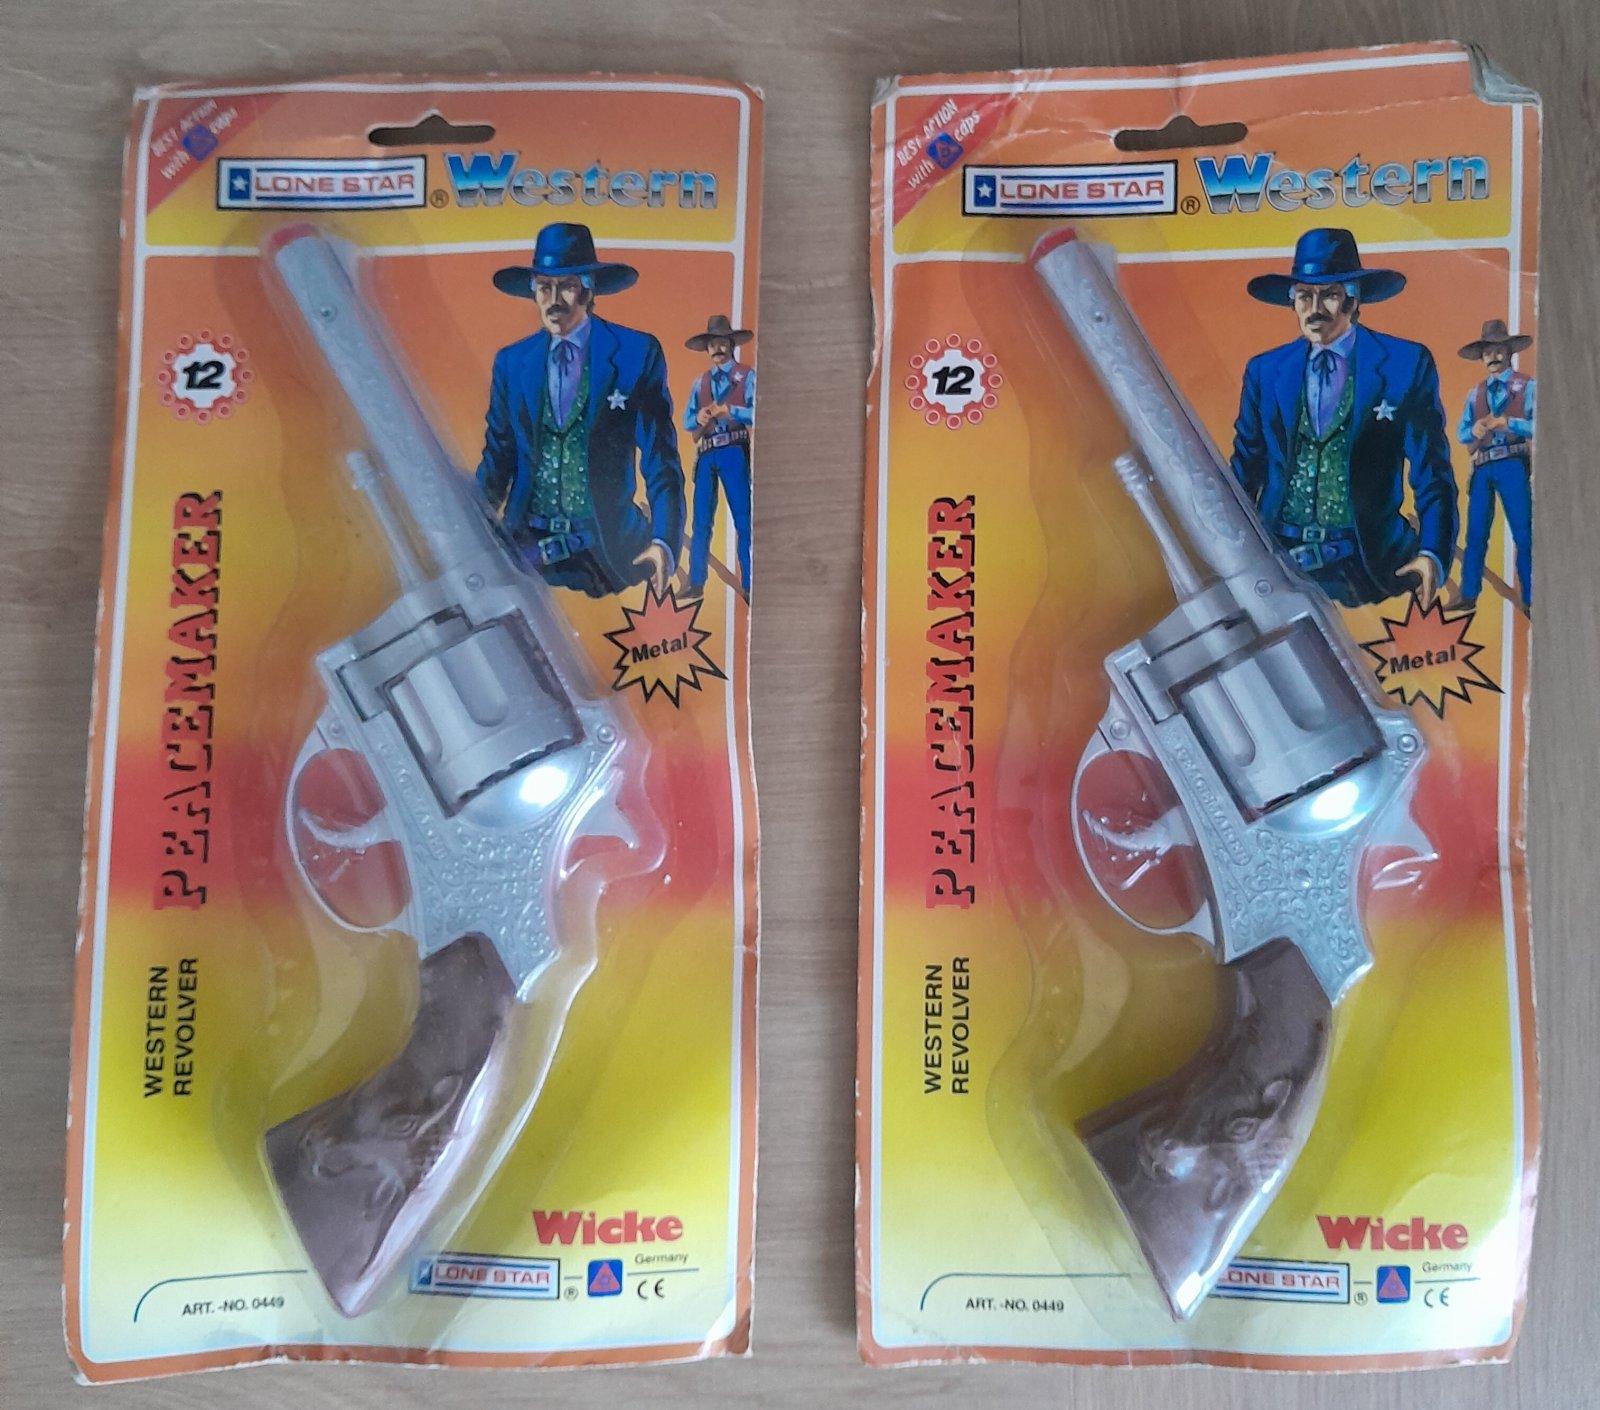 BEST ACTION
with caps
LONE STAR ® Western
12
PEACEMAKER
WESTERN
REVOLVER
Metal
PEACEMAKER
Wicke
Germany
LONE STAR ®
CE
ART.-NO. 0449
BEST ACTION
with caps
LONE STAR ® Western
12
PEACEMAKER
WESTERN
REVOLVER
Metal
PEACEMAKER
Wicke
Germany
LONE STAR ®
CE
ART.-NO. 0449